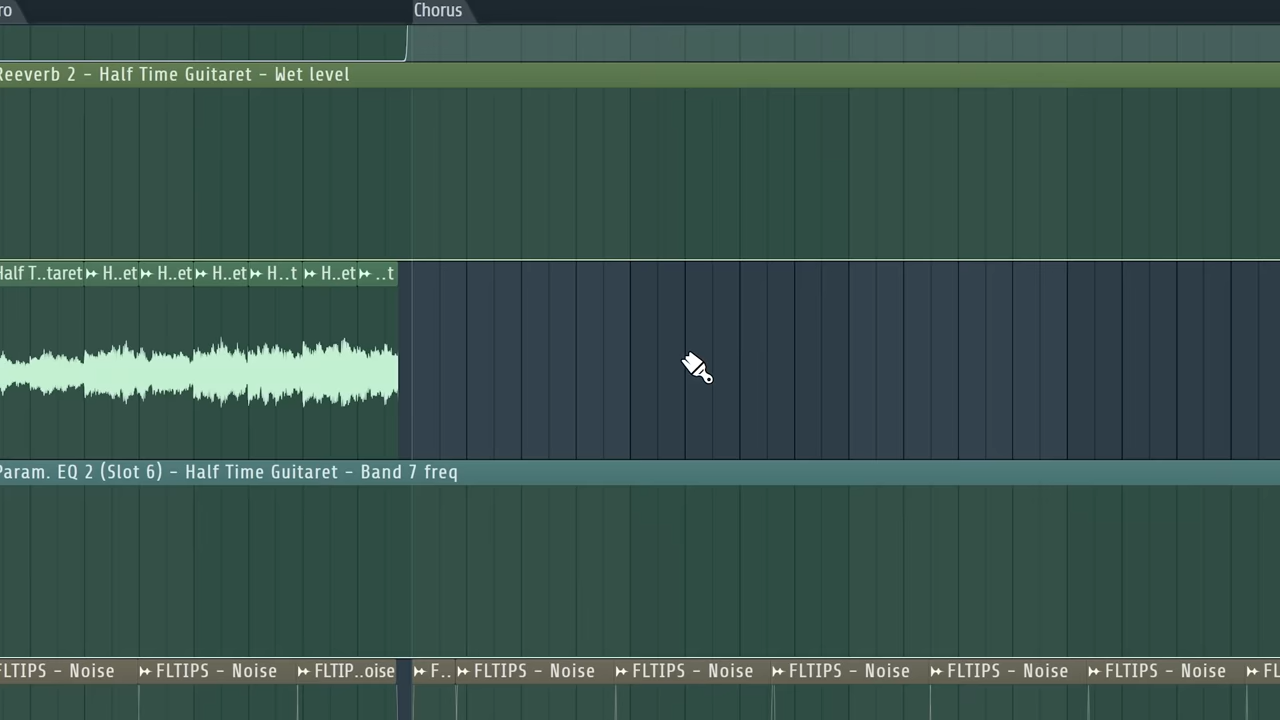 ro
Chorus
Reeverb 2 - Half Time Guitaret - Wet level
Half T..taret H..et H..et H..et H..t H..et ..t
Param. EQ 2 (Slot 6) - Half Time Guitaret - Band 7 freq
FLTIPS - Noise FLTIPS - Noise FLTIP..oise F.. FLTIPS - Noise FLTIPS - Noise FLTIPS - Noise FLTIPS - Noise FLTIPS - Noise FL